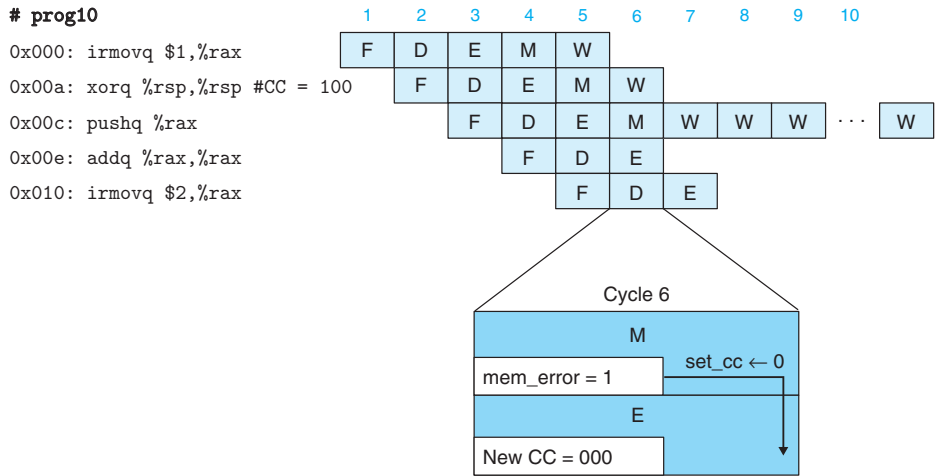 # prog10 1 2 3 4 5 6 7 8 9 10
0x000: irmovq $1,%rax F D E M W
0x00a: xorq %rsp,%rsp #CC = 100 F D E M W
0x00c: pushq %rax F D E M W W W · · · W
0x00e: addq %rax,%rax F D E
0x010: irmovq $2,%rax F D E
Cycle 6
M
set_cc ← 0
mem_error = 1
E
New CC = 000